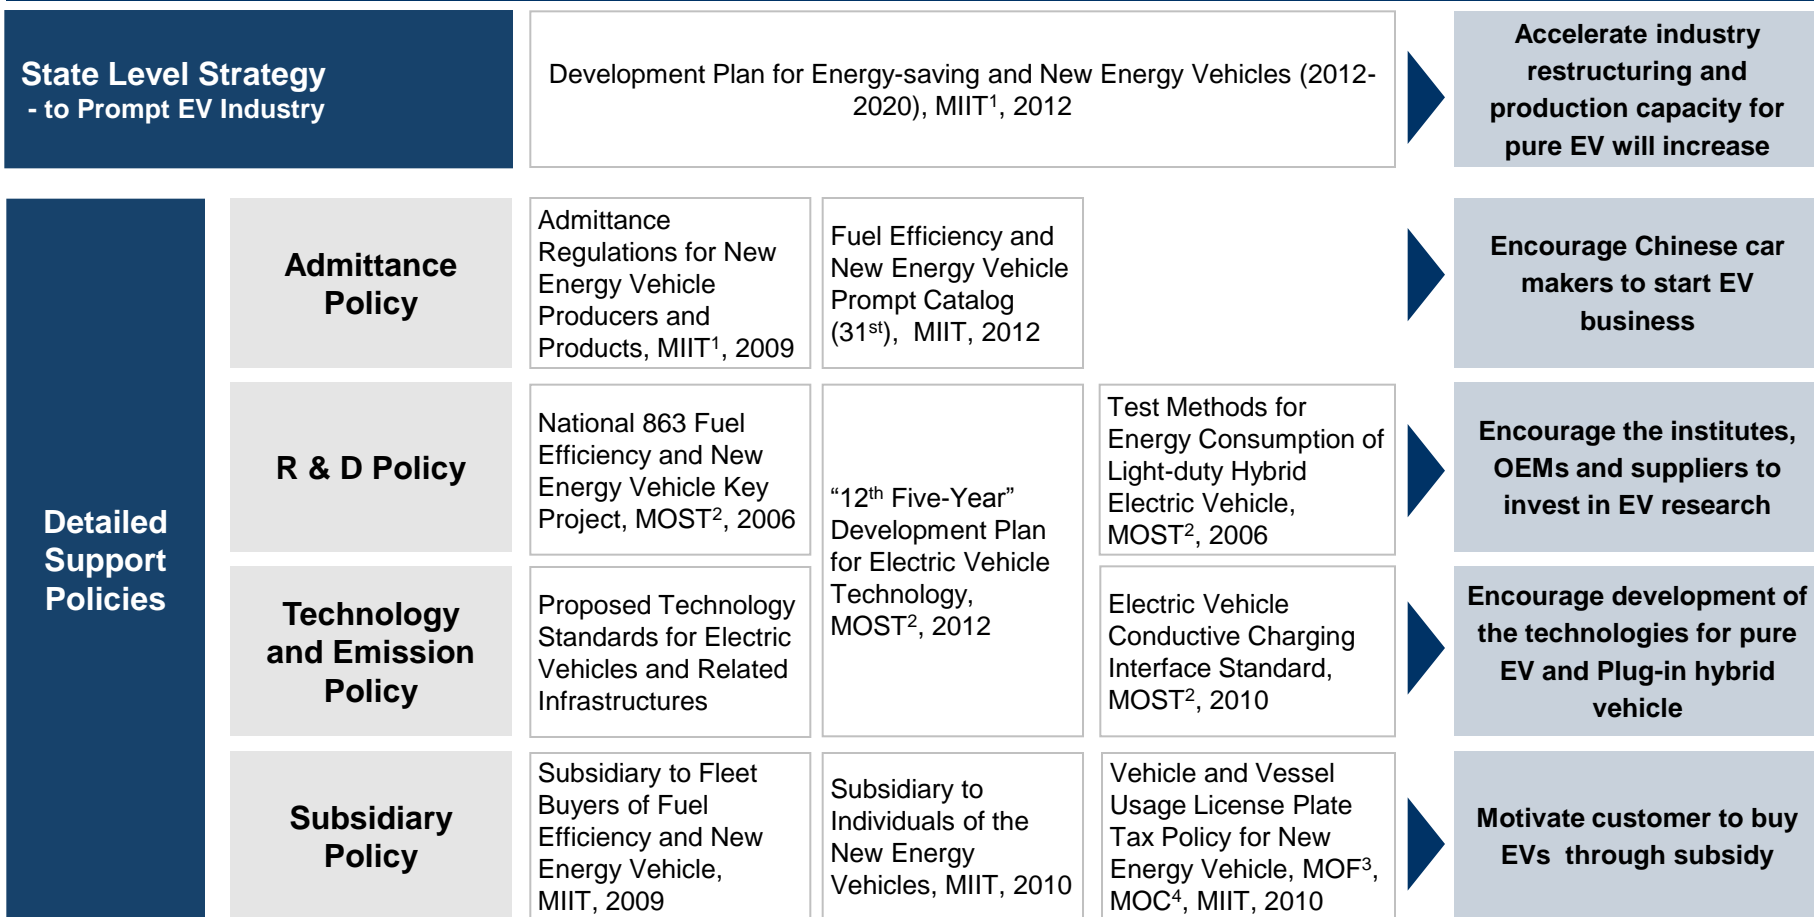 State Level Strategy
- to Prompt EV Industry
Development Plan for Energy-saving and New Energy Vehicles (2012-
2020), MIIT¹, 2012
Accelerate industry
restructuring and
production capacity for
pure EV will increase
Detailed
Support
Policies
Admittance
Policy
Admittance
Regulations for New
Energy Vehicle
Producers and
Products, MIIT¹, 2009
Fuel Efficiency and
New Energy Vehicle
Prompt Catalog
(31ˢᵗ),  MIIT, 2012
Encourage Chinese car
makers to start EV
business
R & D Policy
National 863 Fuel
Efficiency and New
Energy Vehicle Key
Project, MOST², 2006
“12ᵗʰ Five-Year”
Development Plan
for Electric Vehicle
Technology,
MOST², 2012
Test Methods for
Energy Consumption of
Light-duty Hybrid
Electric Vehicle,
MOST², 2006
Encourage the institutes,
OEMs and suppliers to
invest in EV research
Technology
and Emission
Policy
Proposed Technology
Standards for Electric
Vehicles and Related
Infrastructures
Electric Vehicle
Conductive Charging
Interface Standard,
MOST², 2010
Encourage development of
the technologies for pure
EV and Plug-in hybrid
vehicle
Subsidiary
Policy
Subsidiary to Fleet
Buyers of Fuel
Efficiency and New
Energy Vehicle,
MIIT, 2009
Subsidiary to
Individuals of the
New Energy
Vehicles, MIIT, 2010
Vehicle and Vessel
Usage License Plate
Tax Policy for New
Energy Vehicle, MOF³,
MOC⁴, MIIT, 2010
Motivate customer to buy
EVs  through subsidy